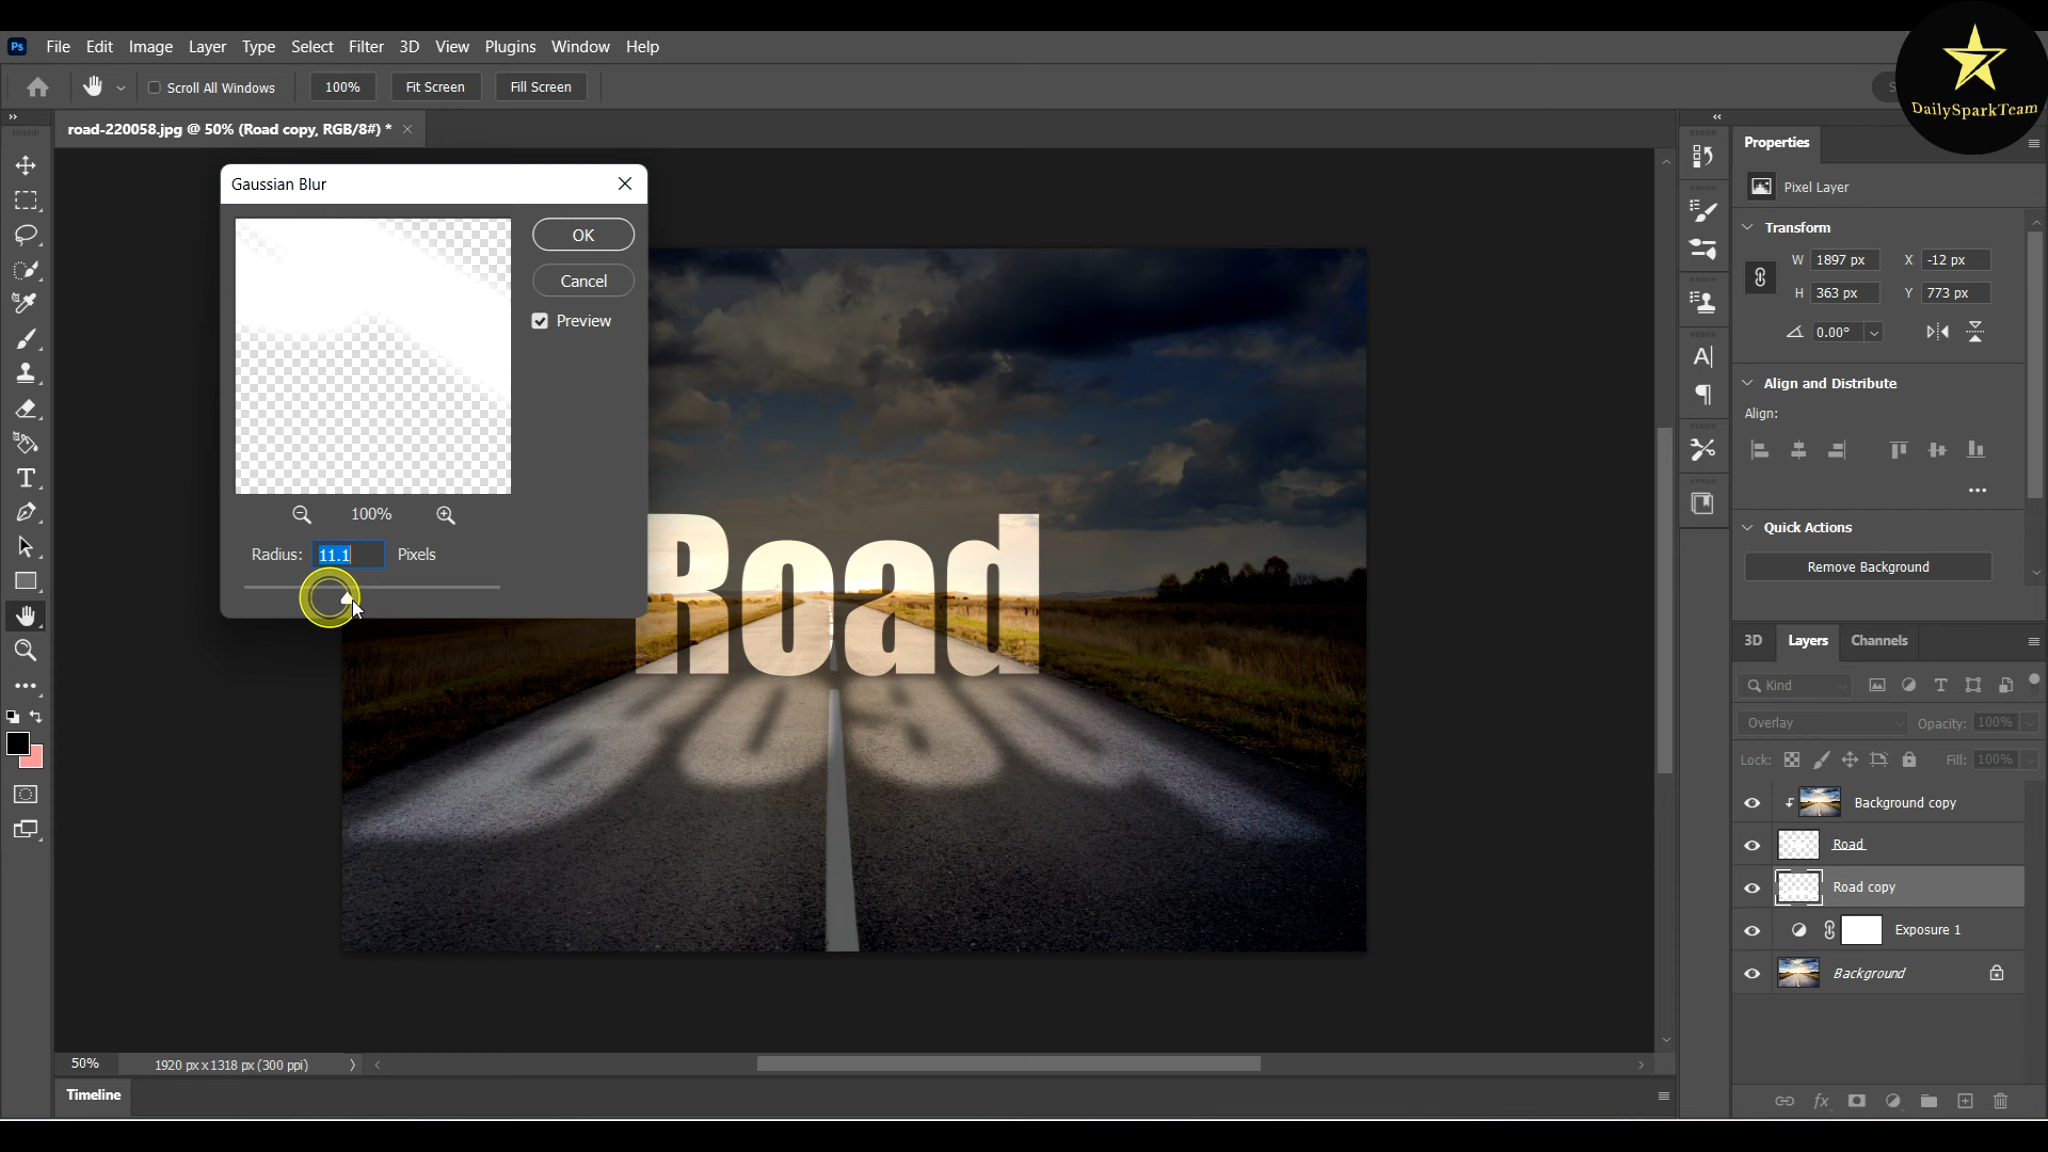 Ps File Edit Image Layer Type Select Filter 3D View Plugins Window Help
Scroll All Windows 100% Fit Screen Fill Screen
DailySparkTeam
road-220058.jpg @ 50% (Road copy, RGB/8#) *
Gaussian Blur
OK
Cancel
Preview
100%
Radius: 11.1 Pixels
Road
Properties
Pixel Layer
Transform
W 1897 px X -12 px
H 363 px Y 773 px
0.00°
Align and Distribute
Align:
Quick Actions
Remove Background
3D Layers Channels
Kind
Overlay Opacity: 100%
Lock: Fill: 100%
Background copy
Road
Road copy
Exposure 1
Background
fx
50% 1920 px x 1318 px (300 ppi)
Timeline